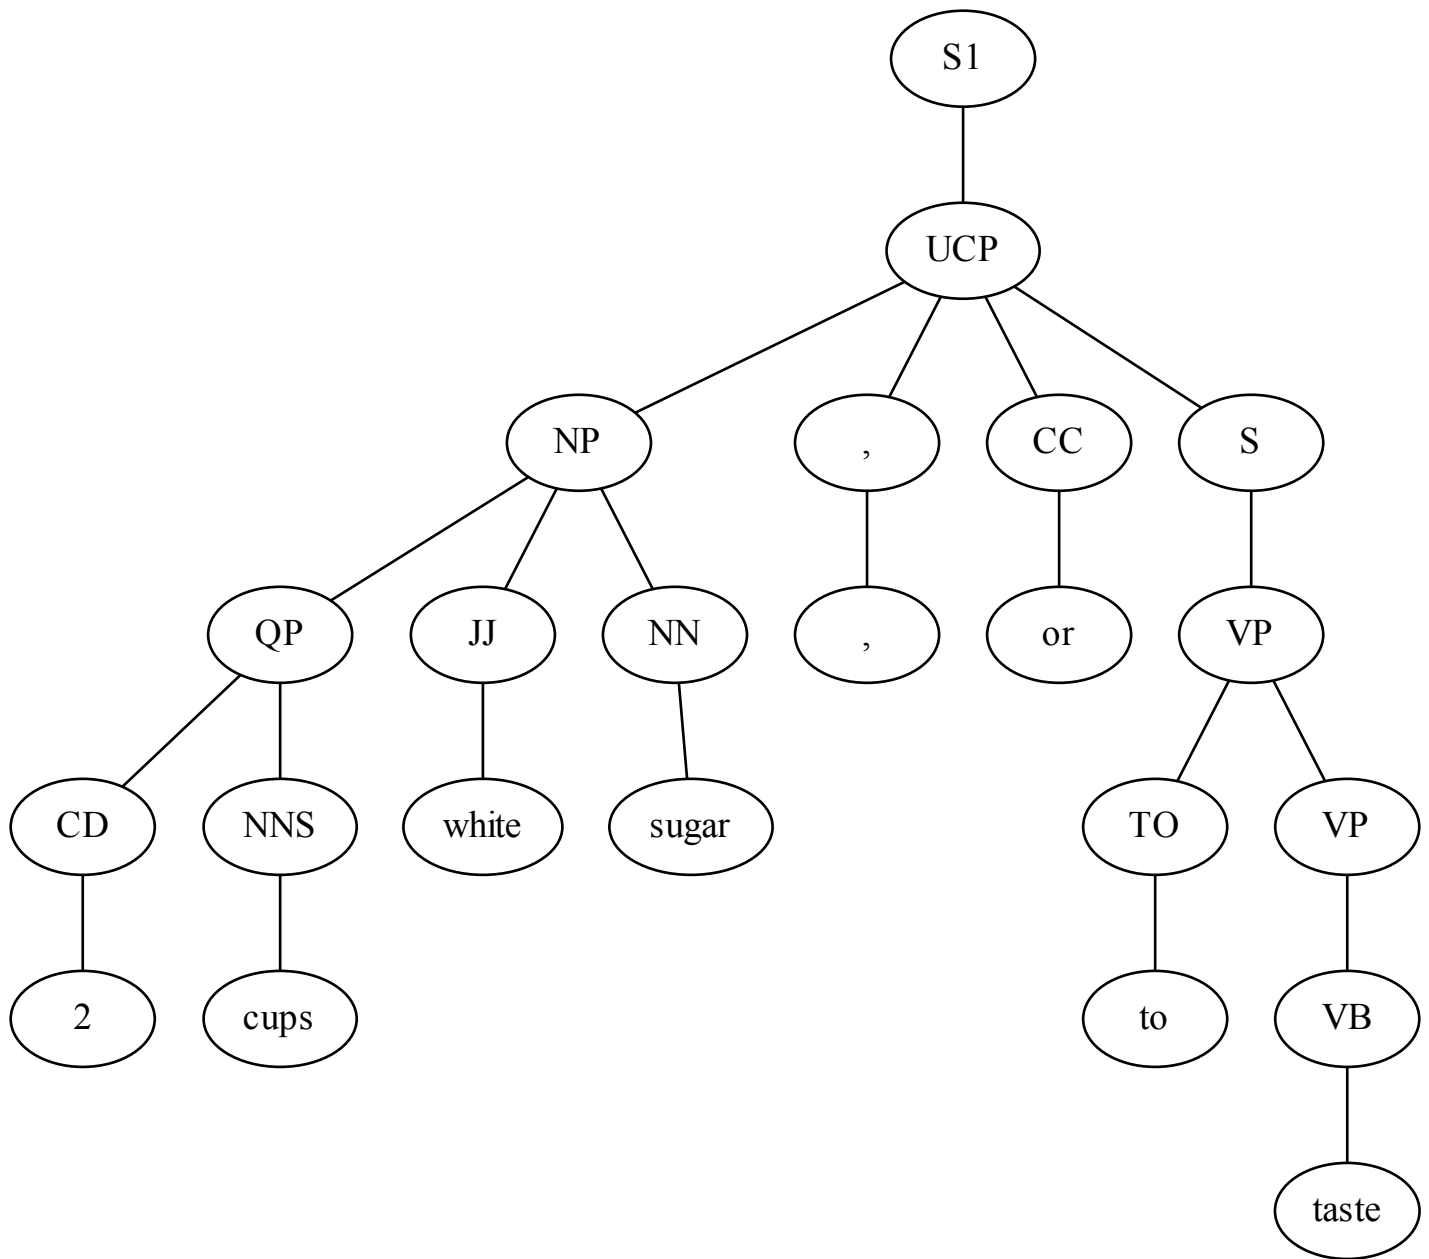 S1
UCP
NP , CC S
QP JJ NN , or VP
CD NNS white sugar TO VP
2 cups to VB
taste